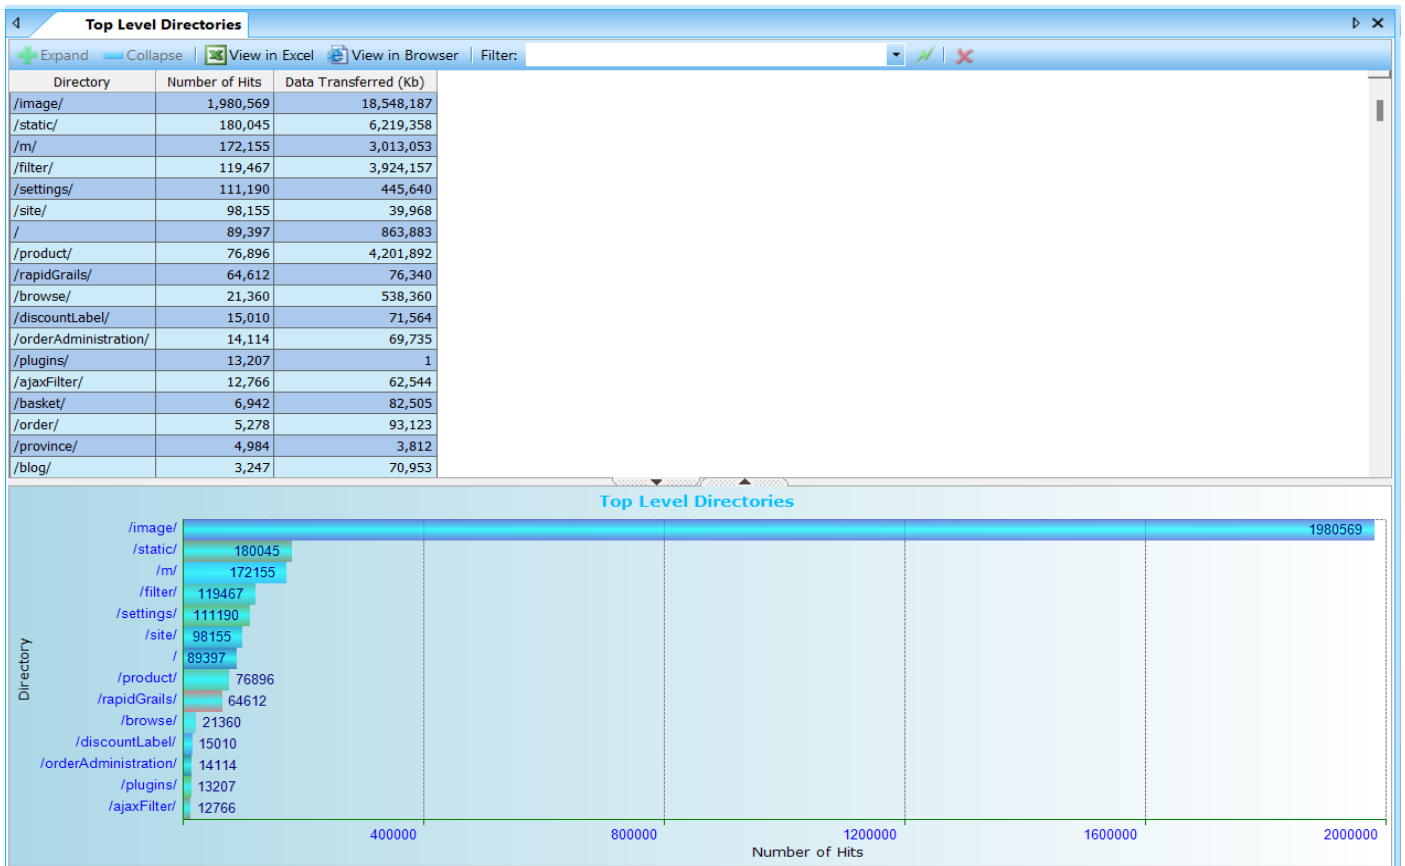 Top Level Directories
Expand Collapse View in Excel View in Browser Filter:
Directory Number of Hits Data Transferred (Kb)
/image/ 1,980,569 18,548,187
/static/ 180,045 6,219,358
/m/ 172,155 3,013,053
/filter/ 119,467 3,924,157
/settings/ 111,190 445,640
/site/ 98,155 39,968
/ 89,397 863,883
/product/ 76,896 4,201,892
/rapidGrails/ 64,612 76,340
/browse/ 21,360 538,360
/discountLabel/ 15,010 71,564
/orderAdministration/ 14,114 69,735
/plugins/ 13,207 1
/ajaxFilter/ 12,766 62,544
/basket/ 6,942 82,505
/order/ 5,278 93,123
/province/ 4,984 3,812
/blog/ 3,247 70,953
Top Level Directories
/image/ 1980569
/static/ 180045
/m/ 172155
/filter/ 119467
/settings/ 111190
/site/ 98155
/ 89397
/product/ 76896
/rapidGrails/ 64612
/browse/ 21360
/discountLabel/ 15010
/orderAdministration/ 14114
/plugins/ 13207
/ajaxFilter/ 12766
Directory
400000 800000 1200000 1600000 2000000
Number of Hits